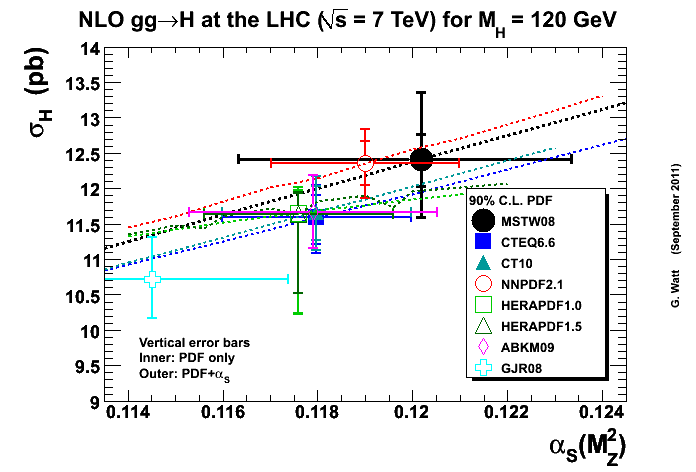 NLO gg→H at the LHC (√s = 7 TeV) for M_H = 120 GeV
σ_H (pb)
14
13.5
13
12.5
12
11.5
11
10.5
10
9.5
9
90% C.L. PDF
MSTW08
CTEQ6.6
CT10
NNPDF2.1
HERAPDF1.0
HERAPDF1.5
ABKM09
GJR08
Vertical error bars
Inner: PDF only
Outer: PDF+α_S
0.114 0.116 0.118 0.12 0.122 0.124
α_S(M_Z^2)
G. Watt (September 2011)